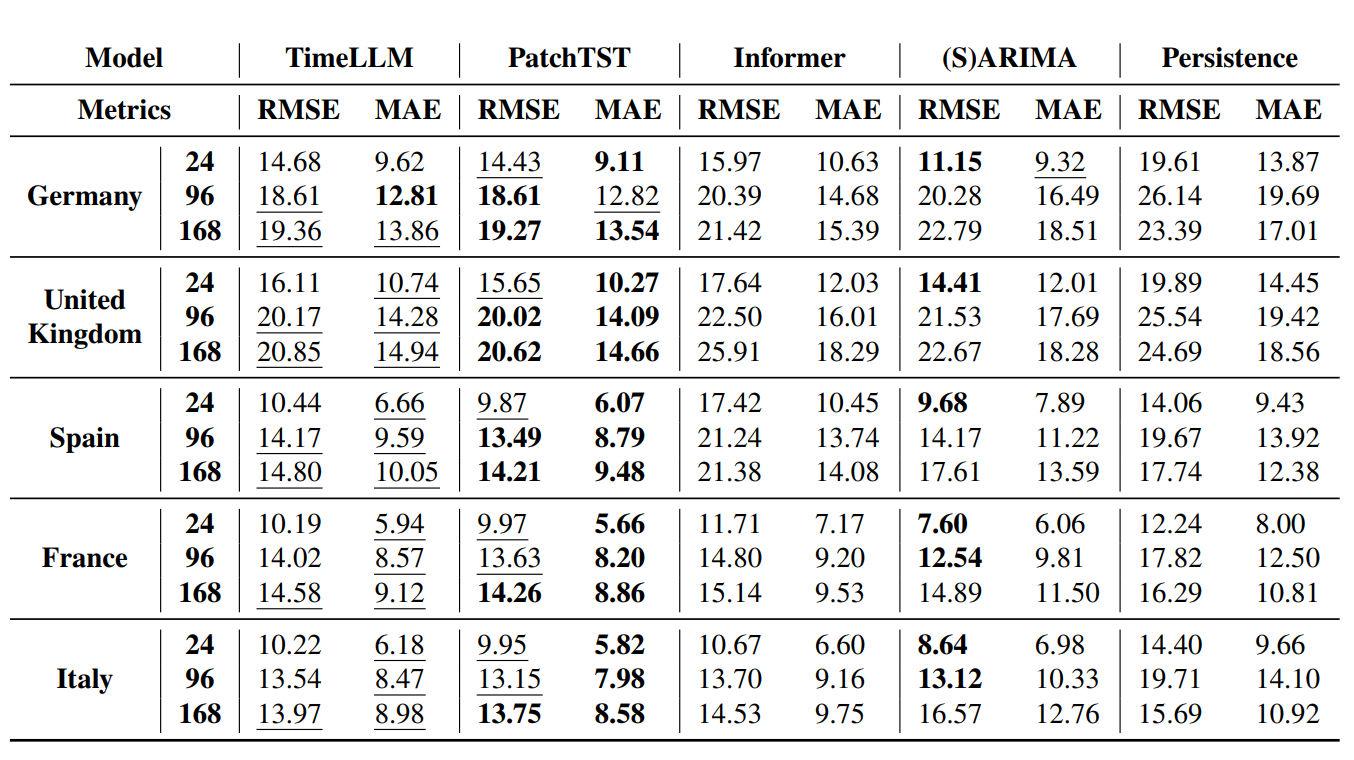 Model TimeLLM PatchTST Informer (S)ARIMA Persistence
Metrics RMSE MAE RMSE MAE RMSE MAE RMSE MAE RMSE MAE
Germany 24 14.68 9.62 14.43 9.11 15.97 10.63 11.15 9.32 19.61 13.87
96 18.61 12.81 18.61 12.82 20.39 14.68 20.28 16.49 26.14 19.69
168 19.36 13.86 19.27 13.54 21.42 15.39 22.79 18.51 23.39 17.01
United Kingdom 24 16.11 10.74 15.65 10.27 17.64 12.03 14.41 12.01 19.89 14.45
96 20.17 14.28 20.02 14.09 22.50 16.01 21.53 17.69 25.54 19.42
168 20.85 14.94 20.62 14.66 25.91 18.29 22.67 18.28 24.69 18.56
Spain 24 10.44 6.66 9.87 6.07 17.42 10.45 9.68 7.89 14.06 9.43
96 14.17 9.59 13.49 8.79 21.24 13.74 14.17 11.22 19.67 13.92
168 14.80 10.05 14.21 9.48 21.38 14.08 17.61 13.59 17.74 12.38
France 24 10.19 5.94 9.97 5.66 11.71 7.17 7.60 6.06 12.24 8.00
96 14.02 8.57 13.63 8.20 14.80 9.20 12.54 9.81 17.82 12.50
168 14.58 9.12 14.26 8.86 15.14 9.53 14.89 11.50 16.29 10.81
Italy 24 10.22 6.18 9.95 5.82 10.67 6.60 8.64 6.98 14.40 9.66
96 13.54 8.47 13.15 7.98 13.70 9.16 13.12 10.33 19.71 14.10
168 13.97 8.98 13.75 8.58 14.53 9.75 16.57 12.76 15.69 10.92